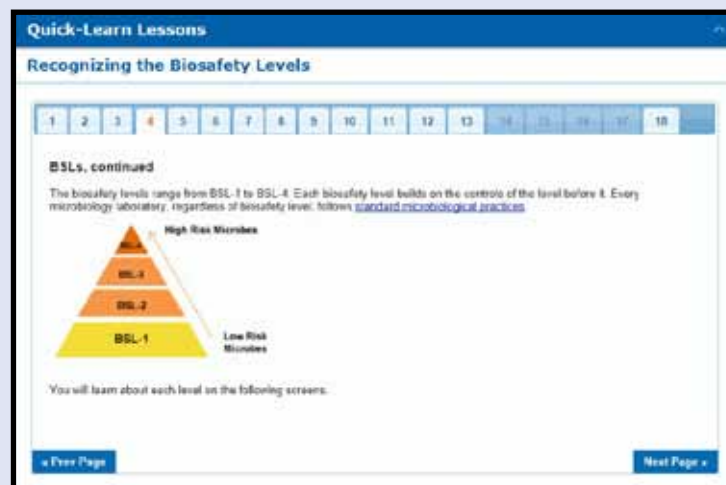 Quick-Learn Lessons
Recognizing the Biosafety Levels
1 2 3 4 5 6 7 8 9 10 11 12 13 14 15 16 17 18
BSLs, continued
The biosafety levels range from BSL-1 to BSL-4. Each biosafety level builds on the controls of the level before it. Every
microbiology laboratory, regardless of biosafety level, follows standard microbiological practices.
High Risk Microbes
BSL-4
BSL-3
BSL-2
BSL-1
Low Risk
Microbes
You will learn about each level on the following screens.
« Prev Page
Next Page »